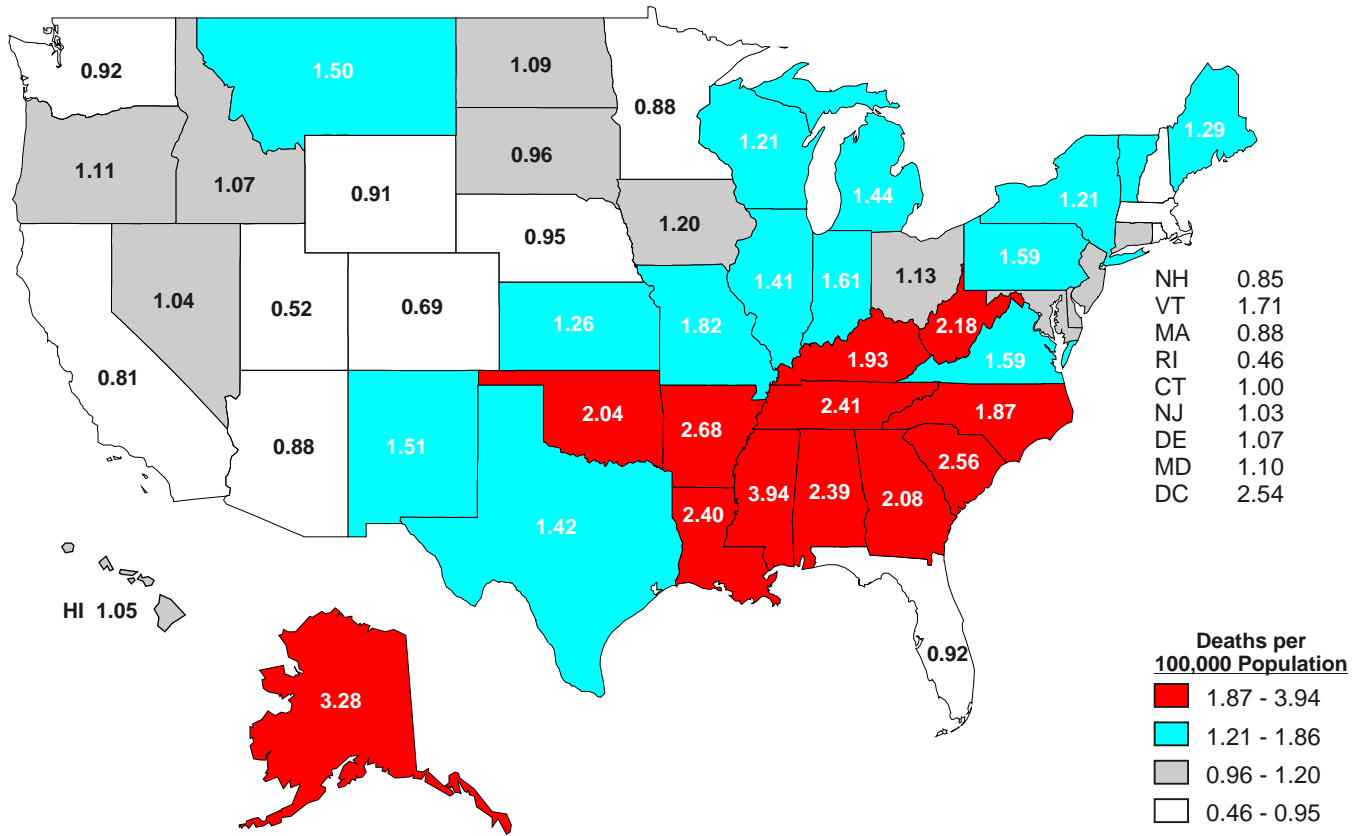 0.92
1.50
1.09
0.88
1.29
1.21
0.96
1.11
1.07
0.91
1.44
1.21
1.20
0.95
1.59
1.13
1.04
0.52
0.69
1.41
1.61
1.26
1.82
2.18
1.59
1.93
0.81
2.04
2.41
1.87
2.68
0.88
1.51
2.56
3.94
2.39
2.08
2.40
1.42
NH 0.85
VT 1.71
MA 0.88
RI 0.46
CT 1.00
NJ 1.03
DE 1.07
MD 1.10
DC 2.54
HI 1.05
0.92
3.28
Deaths per
100,000 Population
1.87 - 3.94
1.21 - 1.86
0.96 - 1.20
0.46 - 0.95